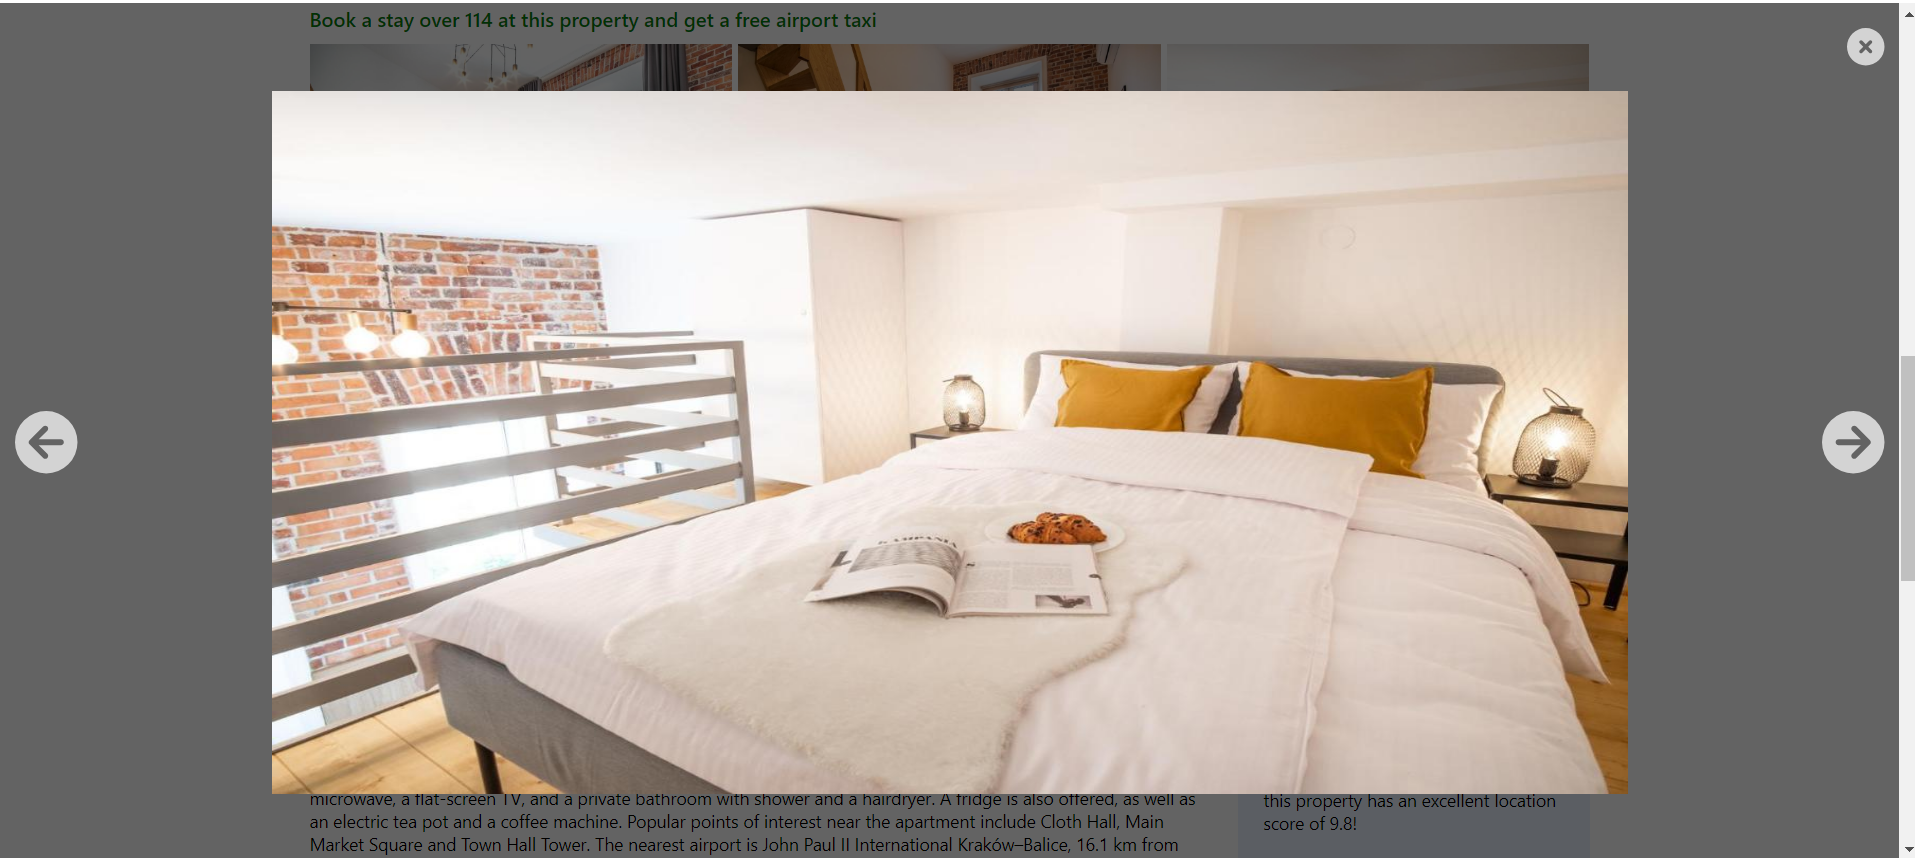 Book a stay over 114 at this property and get a free airport taxi
KAMPANIA
microwave, a flat-screen TV, and a private bathroom with shower and a hairdryer. A fridge is also offered, as well as
an electric tea pot and a coffee machine. Popular points of interest near the apartment include Cloth Hall, Main
Market Square and Town Hall Tower. The nearest airport is John Paul II International Kraków–Balice, 16.1 km from
this property has an excellent location
score of 9.8!